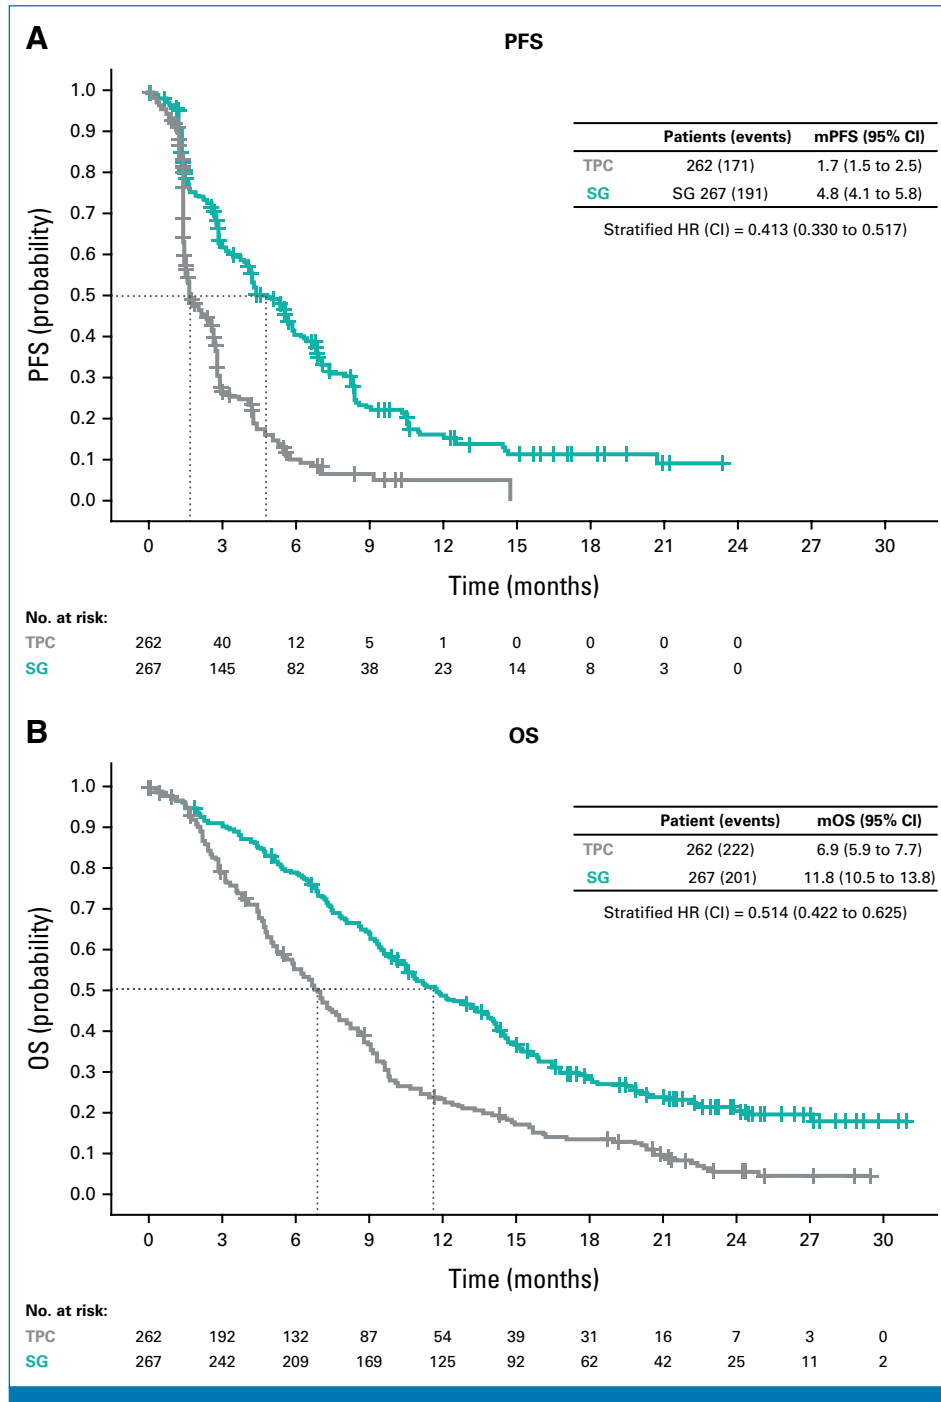 A
PFS
PFS (probability)
1.0
0.9
0.8
0.7
0.6
0.5
0.4
0.3
0.2
0.1
0.0
Patients (events) mPFS (95% CI)
TPC 262 (171) 1.7 (1.5 to 2.5)
SG SG 267 (191) 4.8 (4.1 to 5.8)
Stratified HR (CI) = 0.413 (0.330 to 0.517)
0 3 6 9 12 15 18 21 24 27 30
Time (months)
No. at risk:
TPC 262 40 12 5 1 0 0 0 0
SG 267 145 82 38 23 14 8 3 0
B
OS
OS (probability)
1.0
0.9
0.8
0.7
0.6
0.5
0.4
0.3
0.2
0.1
0.0
Patient (events) mOS (95% CI)
TPC 262 (222) 6.9 (5.9 to 7.7)
SG 267 (201) 11.8 (10.5 to 13.8)
Stratified HR (CI) = 0.514 (0.422 to 0.625)
0 3 6 9 12 15 18 21 24 27 30
Time (months)
No. at risk:
TPC 262 192 132 87 54 39 31 16 7 3 0
SG 267 242 209 169 125 92 62 42 25 11 2